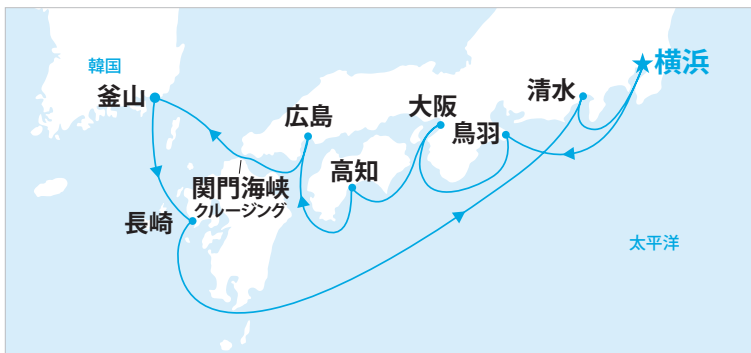 韓国
釜山
横浜
清水
大阪
鳥羽
広島
高知
関門海峡
クルージング
長崎
太平洋